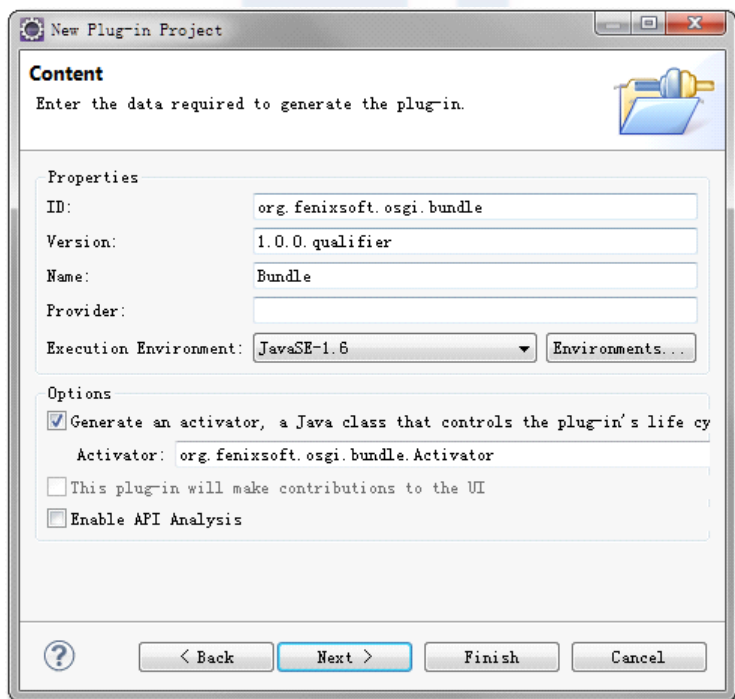 New Plug-in Project
Content
Enter the data required to generate the plug-in.
Properties
ID: org.fenixsoft.osgi.bundle
Version: 1.0.0.qualifier
Name: Bundle
Provider:
Execution Environment: JavaSE-1.6 Environments...
Options
Generate an activator, a Java class that controls the plug-in's life cy
Activator: org.fenixsoft.osgi.bundle.Activator
This plug-in will make contributions to the UI
Enable API Analysis
? < Back Next > Finish Cancel